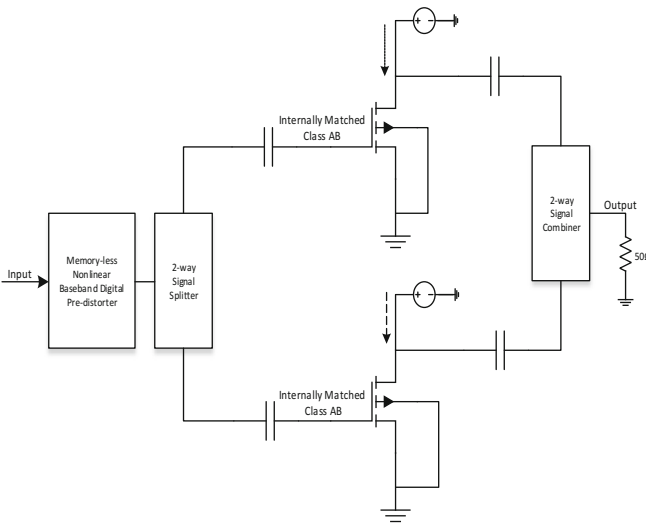 Internally Matched
Class AB
2-way
Signal
Combiner
Output
50Ω
Input
Memory-less
Nonlinear
Baseband Digital
Pre-distorter
2-way
Signal
Splitter
Internally Matched
Class AB